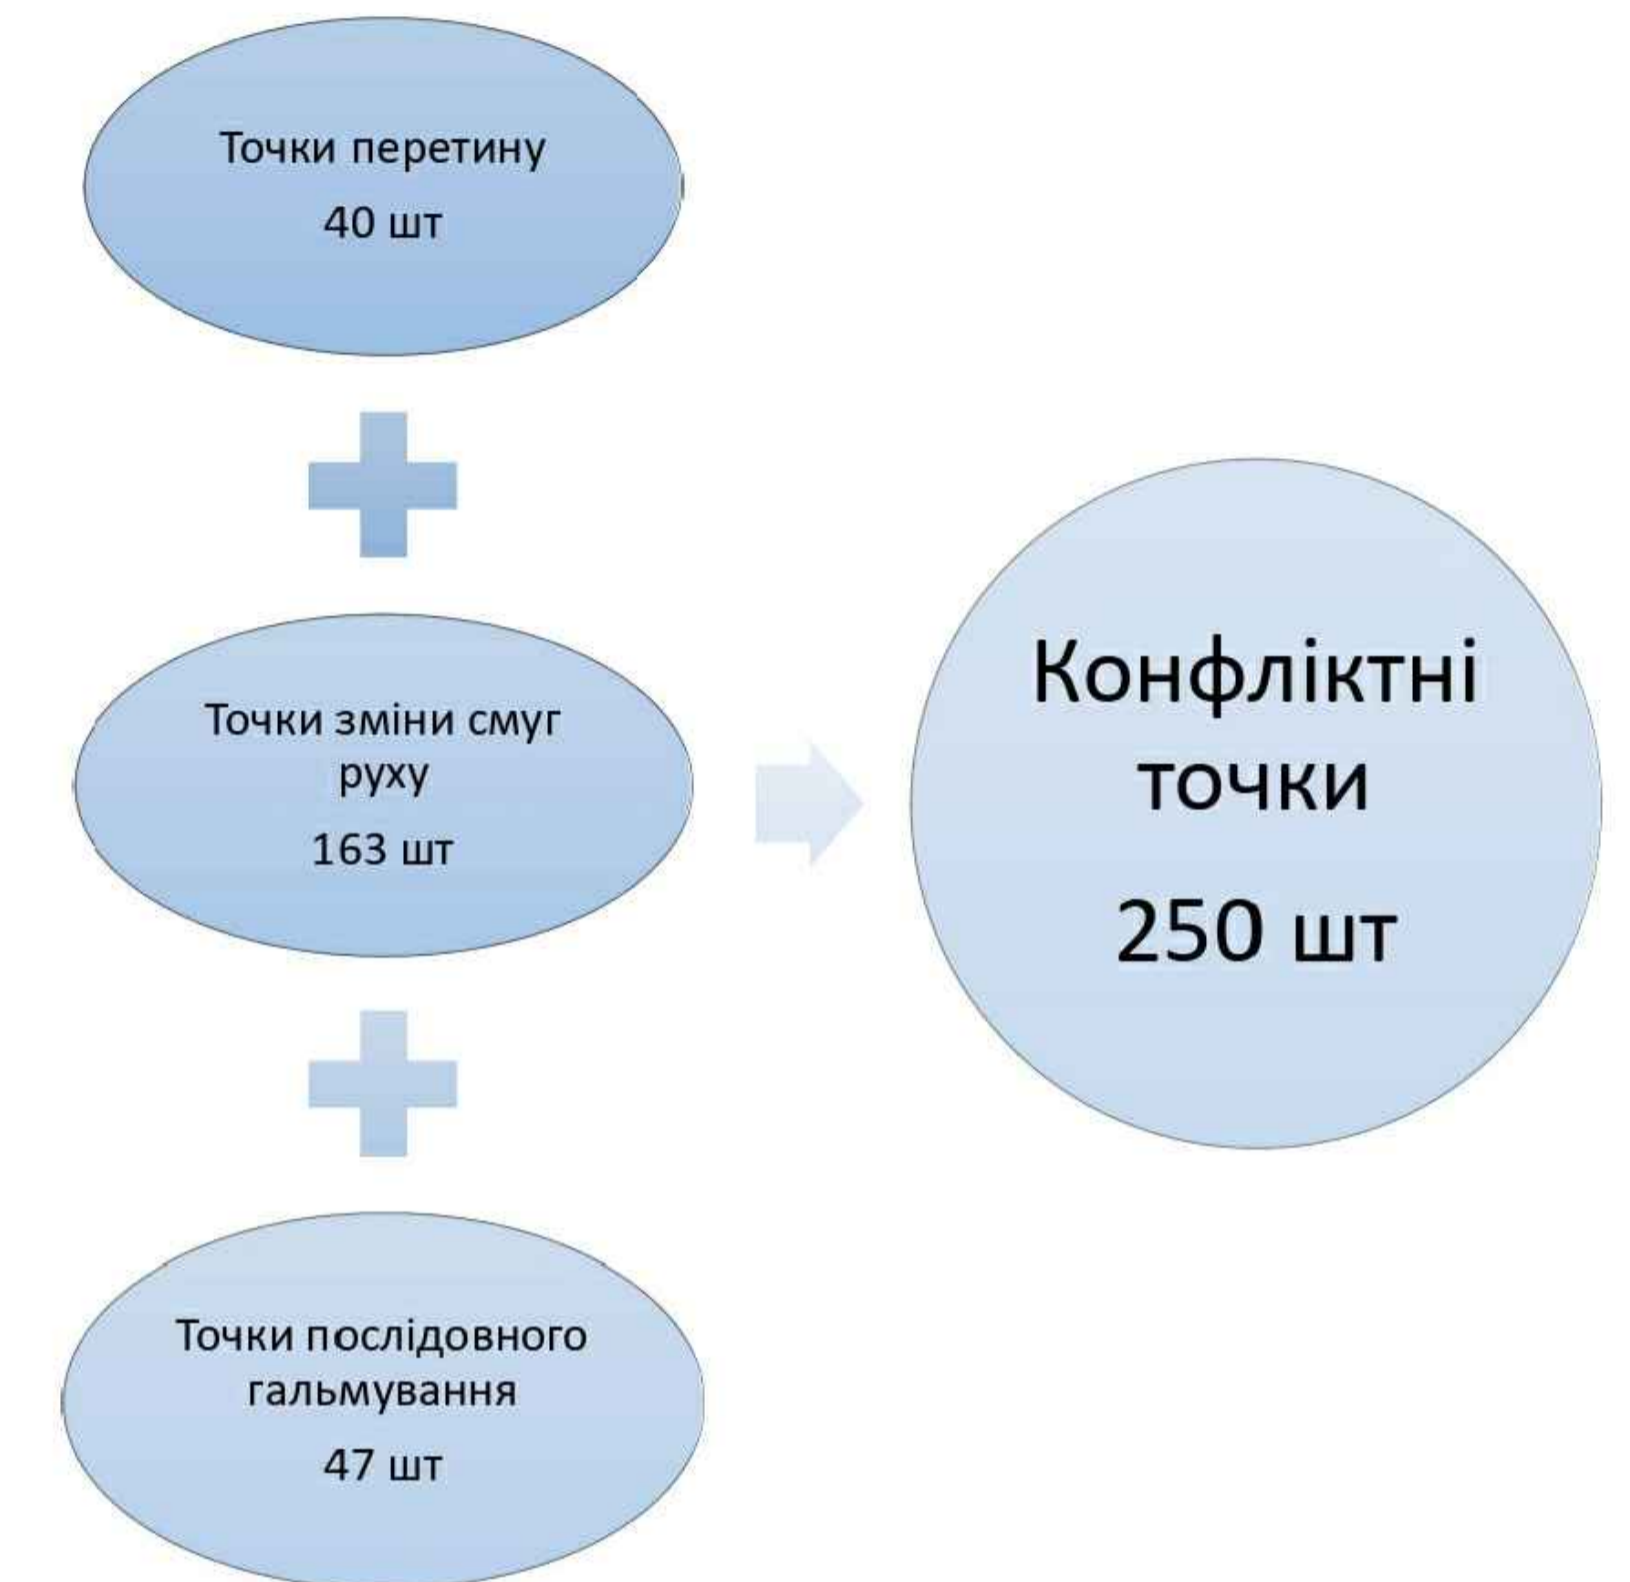 Точки перетину
40 шт
Точки зміни смуг
руху
163 шт
Точки послідовного
гальмування
47 шт
Конфліктні
точки
250 шт